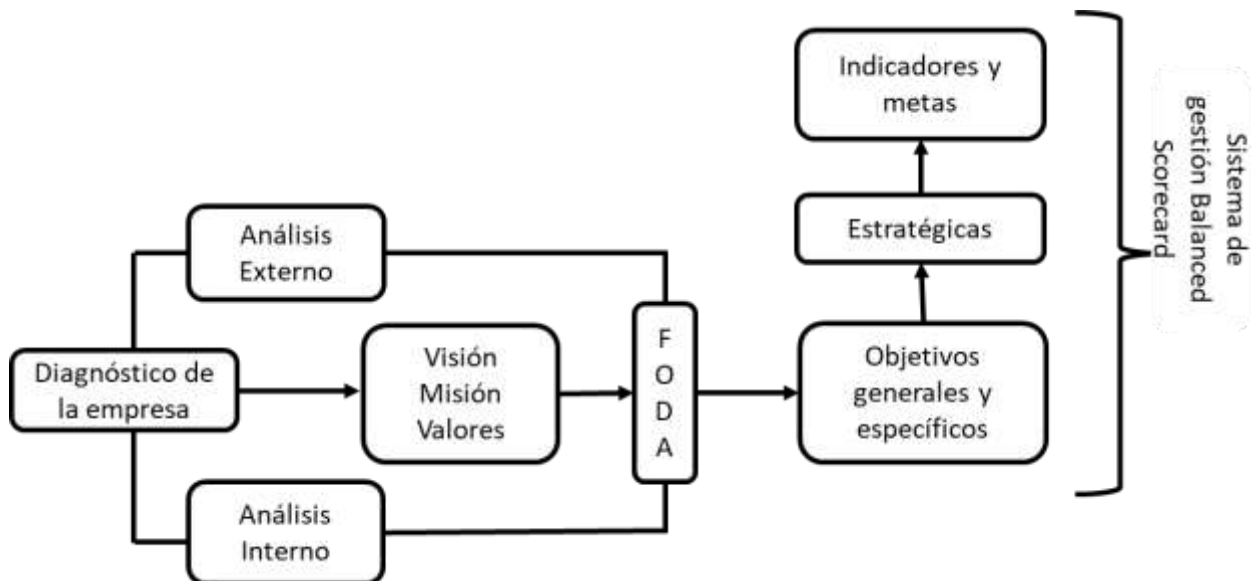 Diagnóstico de
la empresa
Análisis
Externo
Visión
Misión
Valores
Análisis
Interno
F
O
D
A
Objetivos
generales y
específicos
Estratégicas
Indicadores y
metas
Sistema de
gestión Balanced
Scorecard